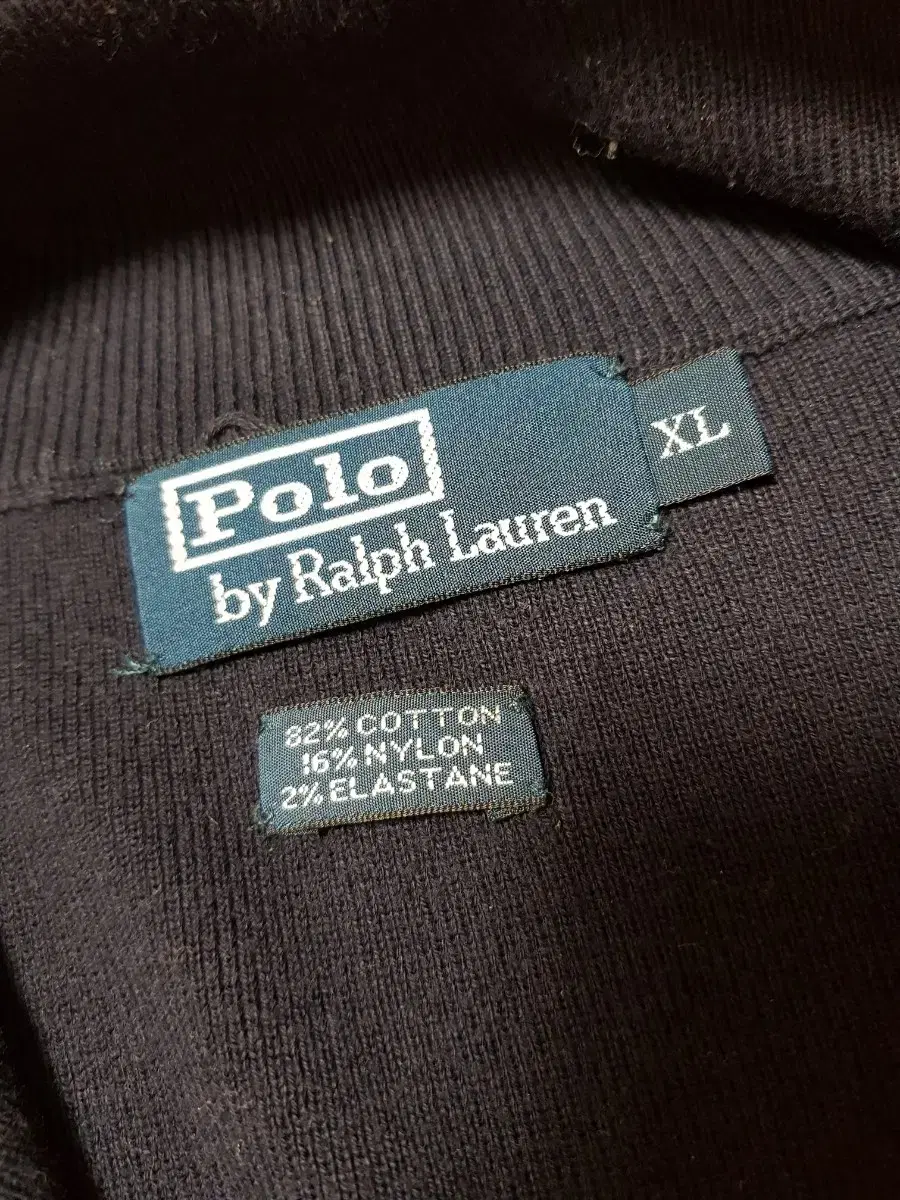 Polo
by Ralph Lauren
XL
82% COTTON
16% NYLON
2% ELASTANE